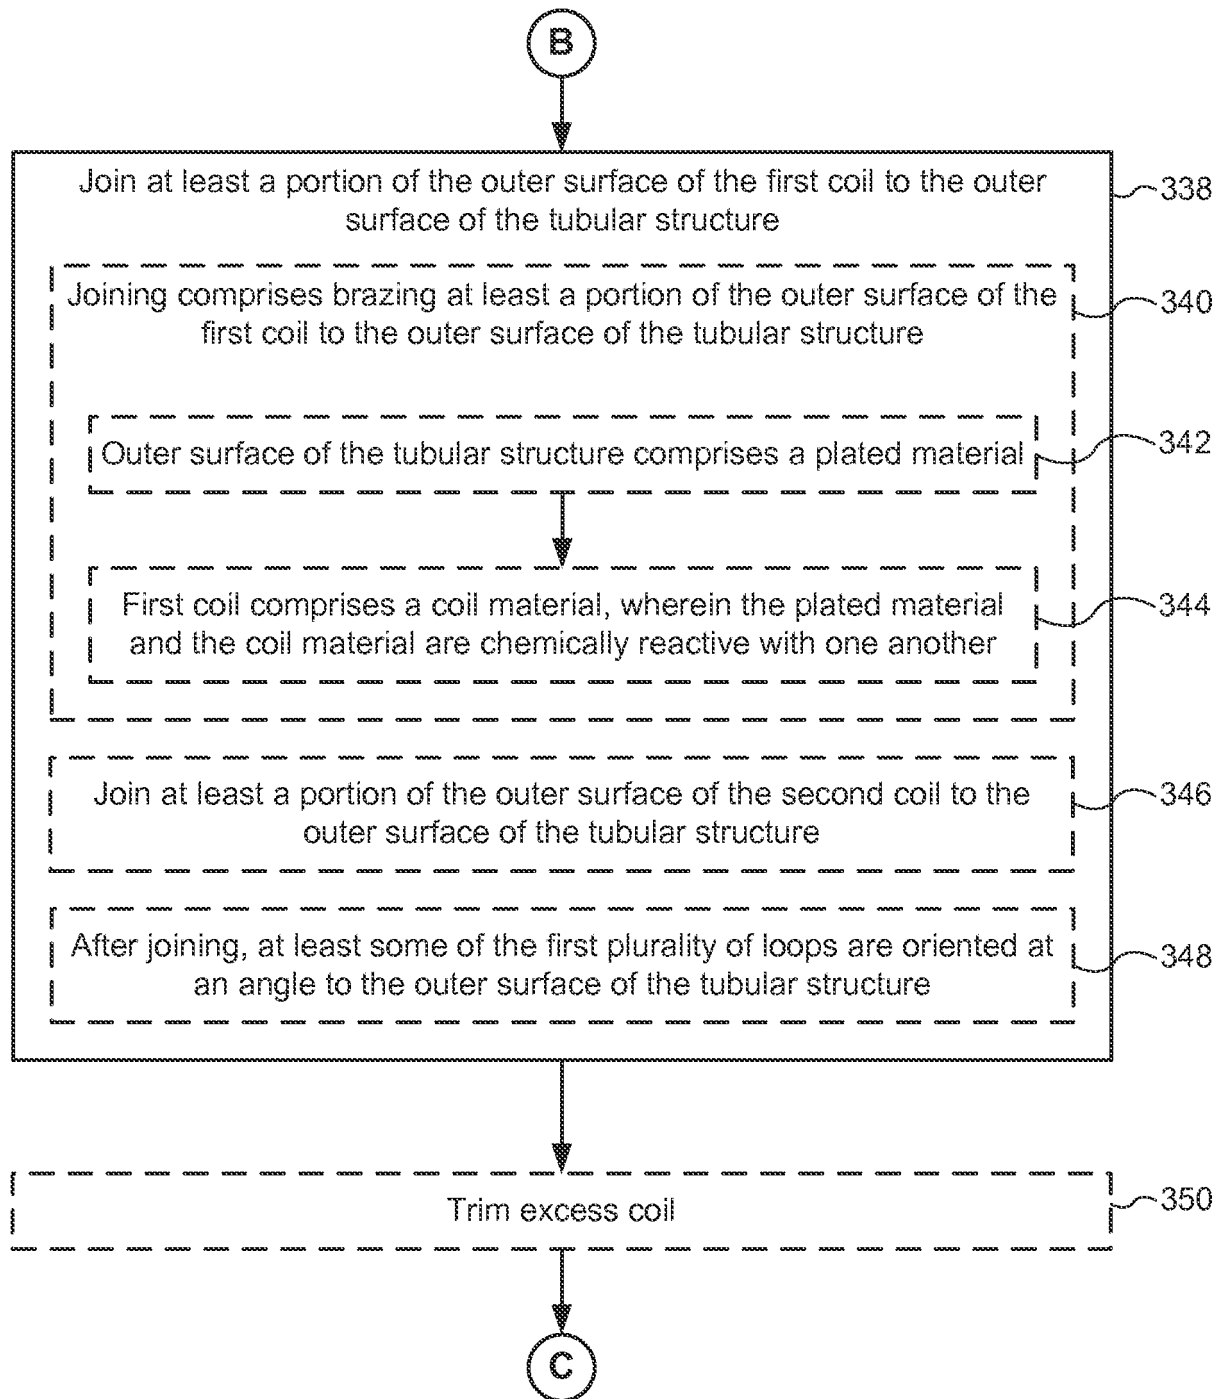 B
Join at least a portion of the outer surface of the first coil to the outer
surface of the tubular structure
338
Joining comprises brazing at least a portion of the outer surface of the
first coil to the outer surface of the tubular structure
340
Outer surface of the tubular structure comprises a plated material
342
First coil comprises a coil material, wherein the plated material
and the coil material are chemically reactive with one another
344
Join at least a portion of the outer surface of the second coil to the
outer surface of the tubular structure
346
After joining, at least some of the first plurality of loops are oriented at
an angle to the outer surface of the tubular structure
348
Trim excess coil
350
C